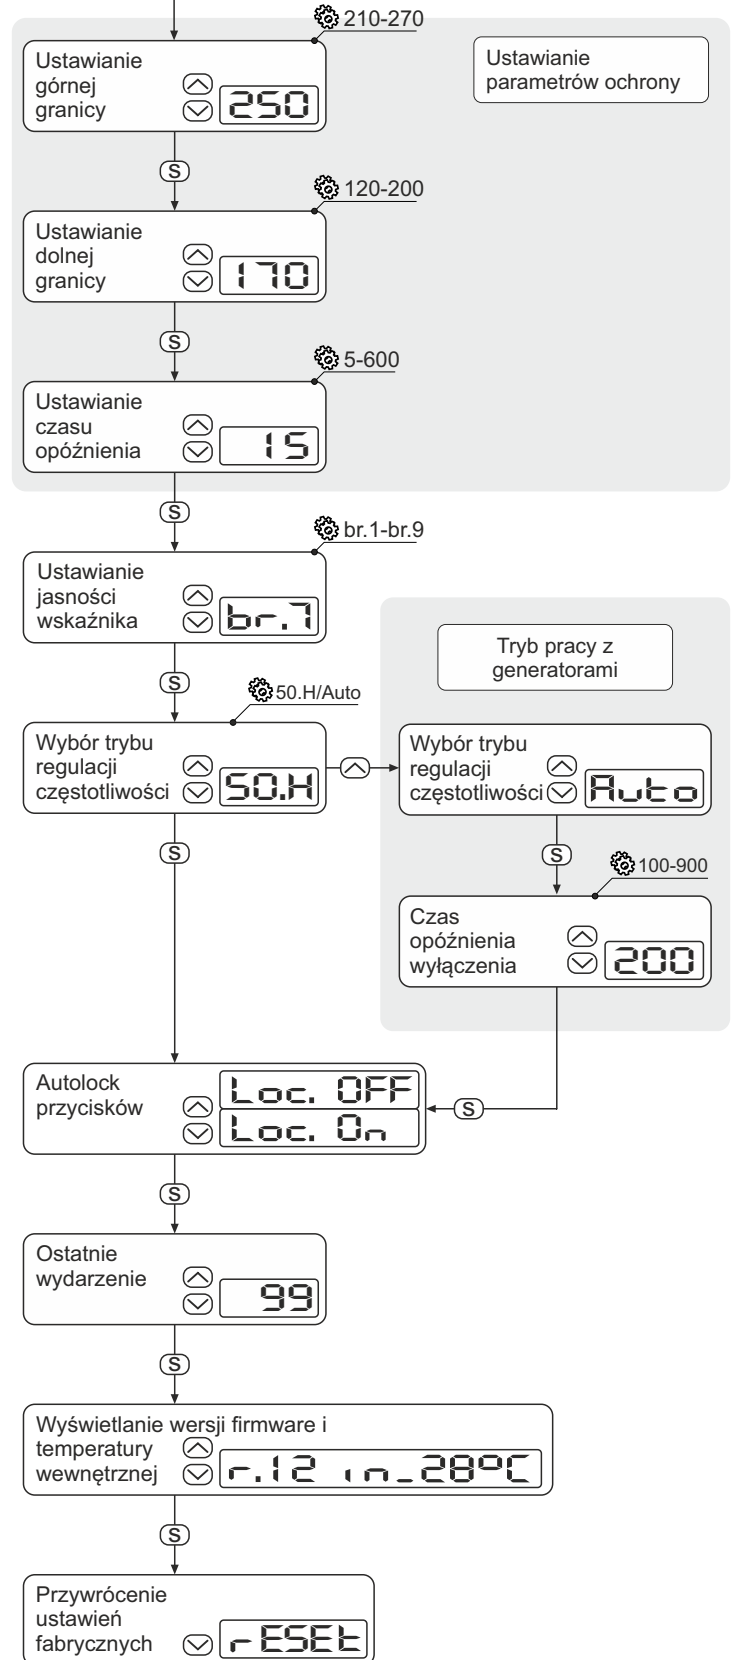 210-270
Ustawianie
górnej
granicy
250
Ustawianie
parametrów ochrony
S
120-200
Ustawianie
dolnej
granicy
170
S
5-600
Ustawianie
czasu
opóźnienia
15
S
br.1-br.9
Ustawianie
jasności
wskaźnika
br.7
S
Tryb pracy z
generatorami
50.H/Auto
Wybór trybu
regulacji
częstotliwości
50.H
Wybór trybu
regulacji
częstotliwości
Auto
S
S
100-900
Czas
opóźnienia
wyłączenia
200
Autolock
przycisków
Loc. OFF
Loc. On
S
S
Ostatnie
wydarzenie
99
S
Wyświetlanie wersji firmware i
temperatury
wewnętrznej
r.12 in_28°C
S
Przywrócenie
ustawień
fabrycznych
rESEt